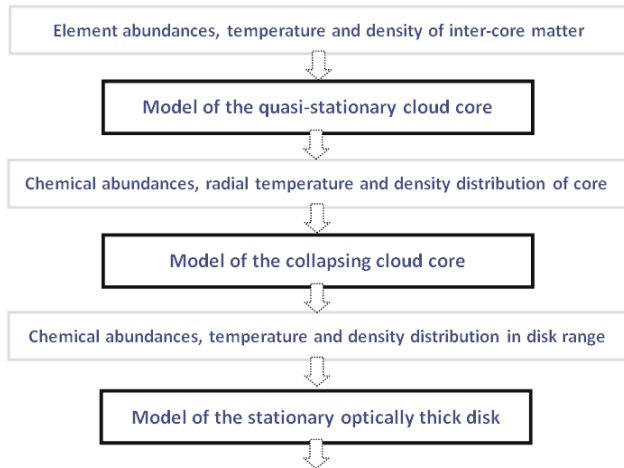 Element abundances, temperature and density of inter-core matter
Model of the quasi-stationary cloud core
Chemical abundances, radial temperature and density distribution of core
Model of the collapsing cloud core
Chemical abundances, temperature and density distribution in disk range
Model of the stationary optically thick disk